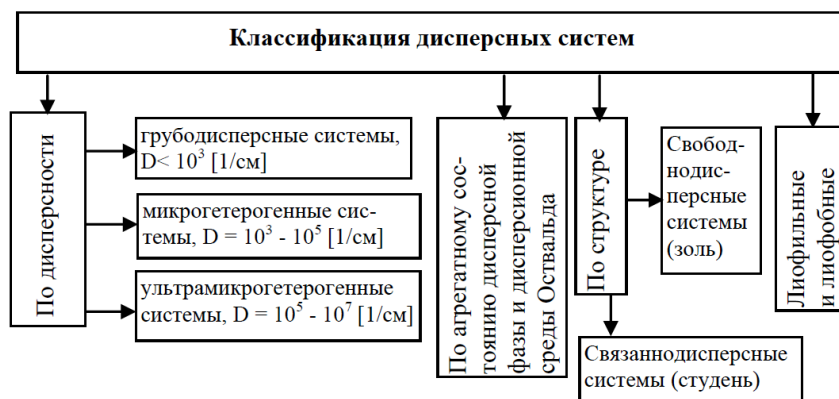 Классификация дисперсных систем
По дисперсности
грубодисперсные системы,
D< 10³ [1/см]
микрогетерогенные сис-
темы, D = 10³ - 10⁵ [1/см]
ультрамикрогетерогенные
системы, D = 10⁵ - 10⁷ [1/см]
По агрегатному сос-
тоянию дисперсной
фазы и дисперсионной
среды Оствальда
По структуре
Свобод-
нодис-
персные
системы
(золь)
Связаннодисперсные
системы (студень)
Лиофильные
и лиофобные